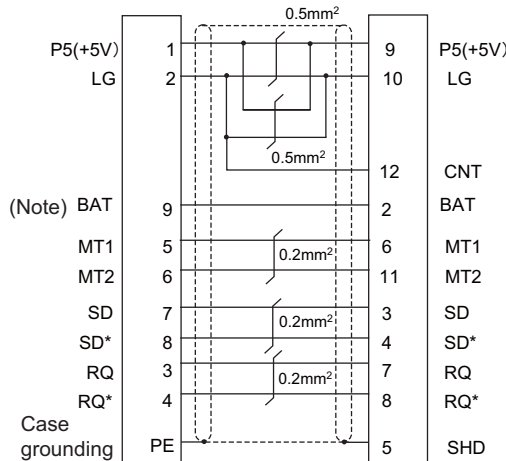 0.5mm²
P5(+5V) 1 9 P5(+5V)
LG 2 10 LG
0.5mm²
12 CNT
(Note) BAT 9 2 BAT
MT1 5 6 MT1
0.2mm²
MT2 6 11 MT2
SD 7 3 SD
0.2mm²
SD* 8 4 SD*
RQ 3 7 RQ
0.2mm²
RQ* 4 8 RQ*
Case
grounding PE 5 SHD